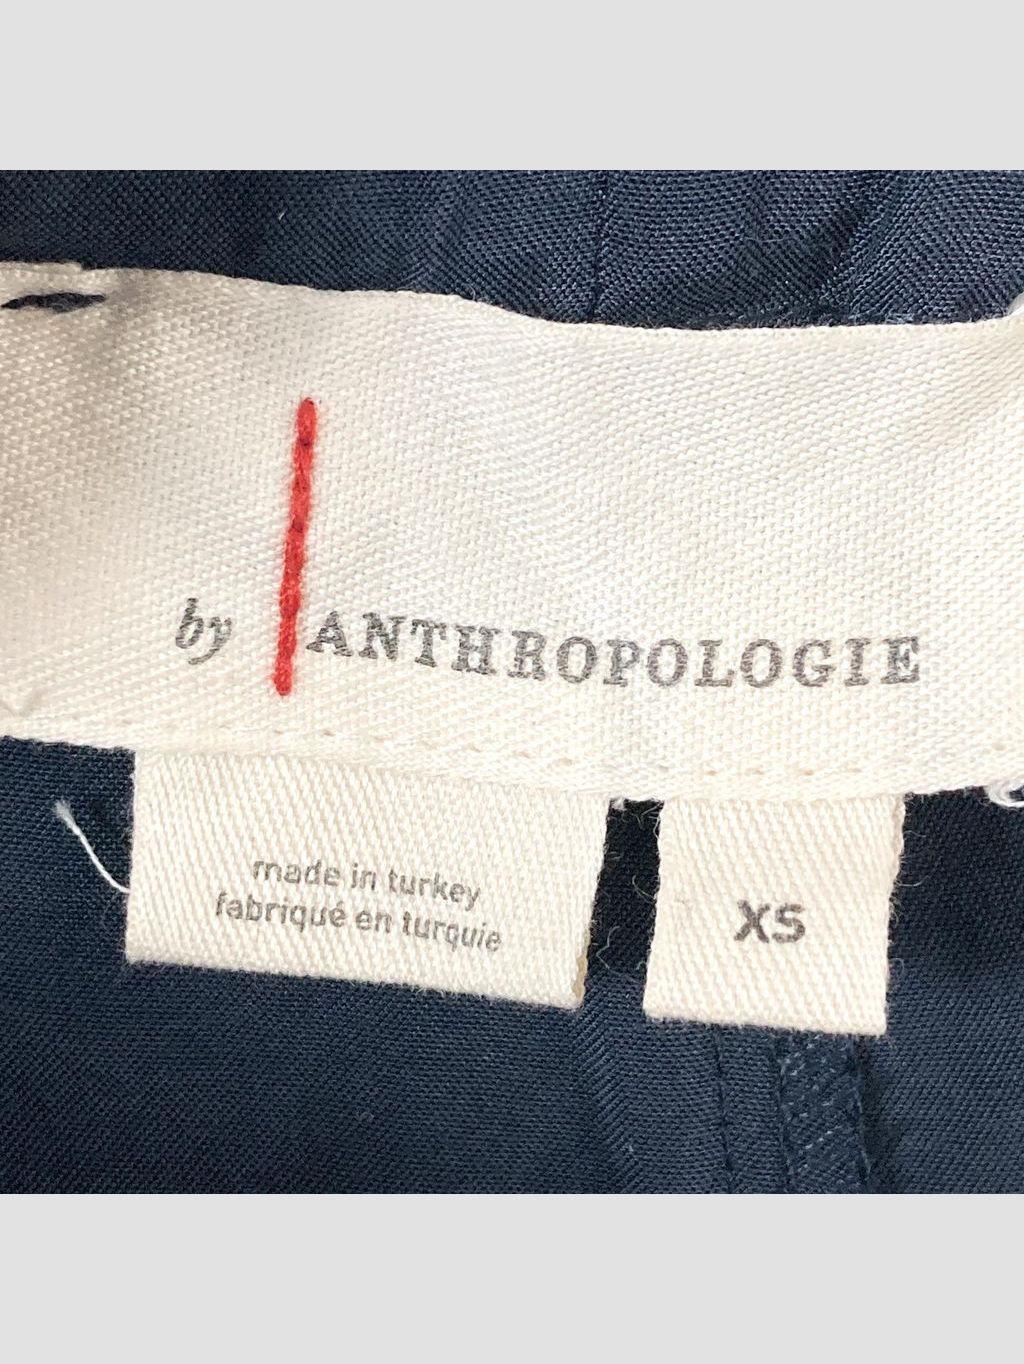 by ANTHROPOLOGIE
made in turkey
fabriqué en turquie
XS